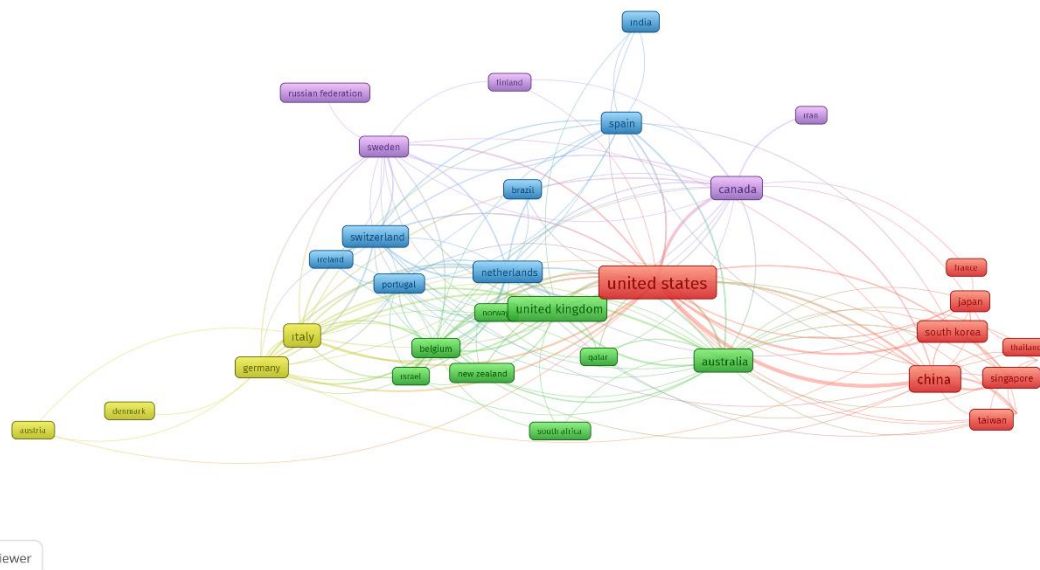 india
finland
russian federation
iran
spain
sweden
canada
brazil
switzerland
ireland
france
netherlands
portugal
united states
japan
norway
united kingdom
south korea
italy
thailand
belgium
qatar
australia
germany
israel
new zealand
china
singapore
denmark
taiwan
austria
south africa
iewer